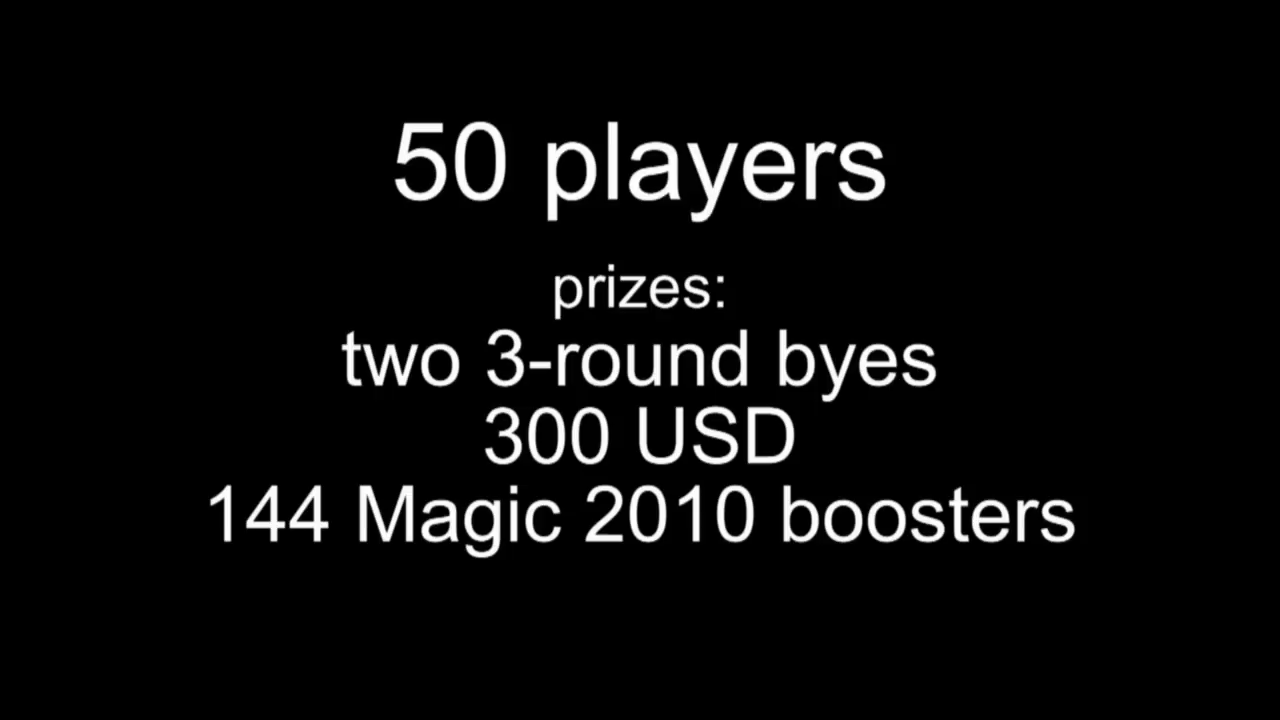 50 players
prizes:
two 3-round byes
300 USD
144 Magic 2010 boosters